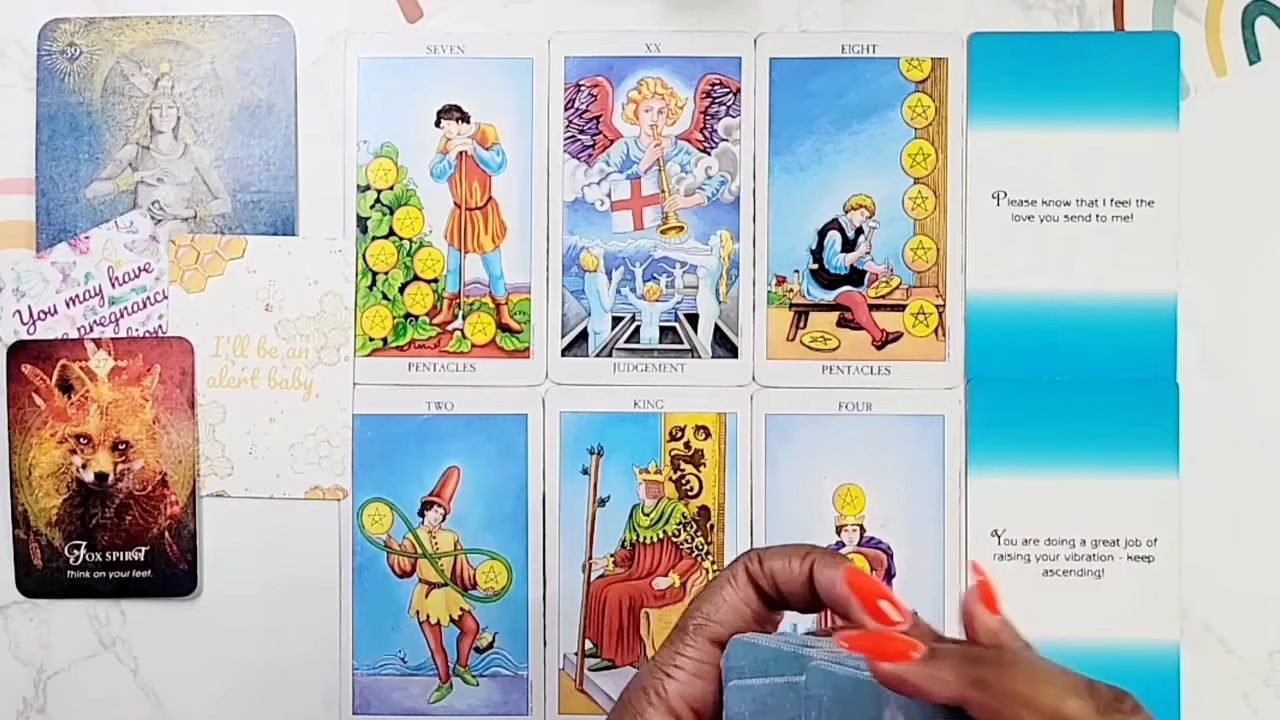 39
You may have
pregnancy
I'll be an
alert baby
27
FOX SPIRIT
Think on your feet.
SEVEN
PENTACLES
XX
JUDGEMENT
EIGHT
PENTACLES
TWO
KING
FOUR
Please know that I feel the
love you send to me!
You are doing a great job of
raising your vibration - keep
ascending!